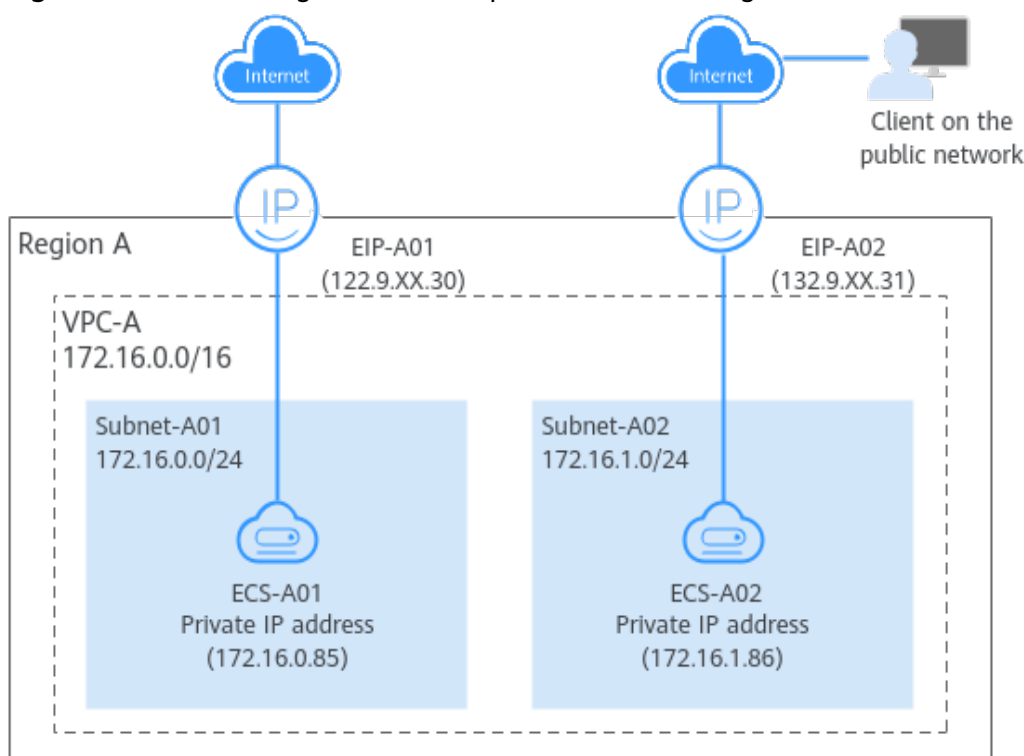 Internet
Internet
Client on the
public network
IP
IP
Region A
EIP-A01
(122.9.XX.30)
EIP-A02
(132.9.XX.31)
VPC-A
172.16.0.0/16
Subnet-A01
172.16.0.0/24
Subnet-A02
172.16.1.0/24
ECS-A01
Private IP address
(172.16.0.85)
ECS-A02
Private IP address
(172.16.1.86)